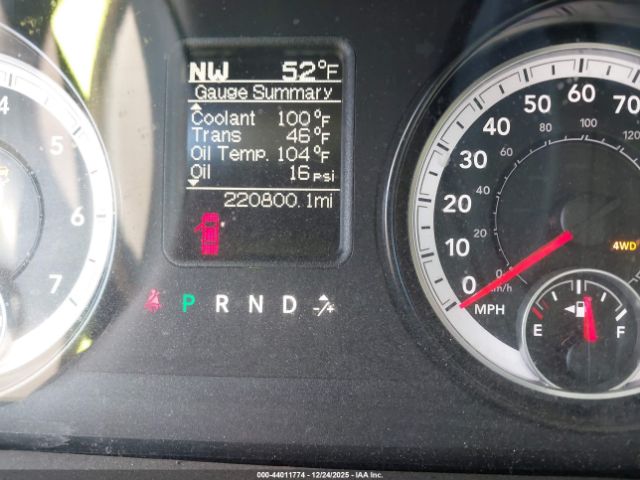 NW 52°F
Gauge Summary
Coolant 100°F
Trans 46°F
Oil Temp. 104°F
Oil 16 psi
220800.1mi
P R N D -/+
4
5
6
7
0 10 20 30 40 50 60 70
0 20 40 60 80 100 120
km/h
MPH
4WD
E F
000-44011774 - 12/24/2025 - IAA Inc.